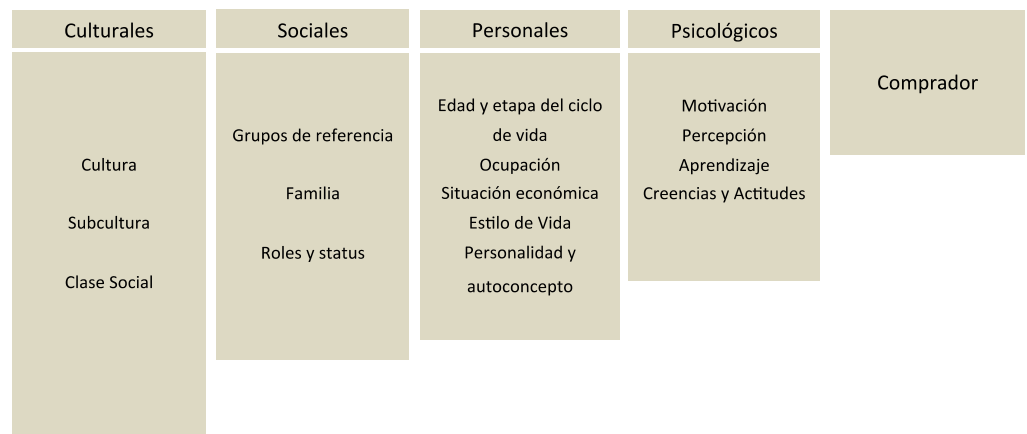 Culturales
Cultura
Subcultura
Clase Social
Sociales
Grupos de referencia
Familia
Roles y status
Personales
Edad y etapa del ciclo
de vida
Ocupación
Situación económica
Estilo de Vida
Personalidad y
autoconcepto
Psicológicos
Motivación
Percepción
Aprendizaje
Creencias y Actitudes
Comprador